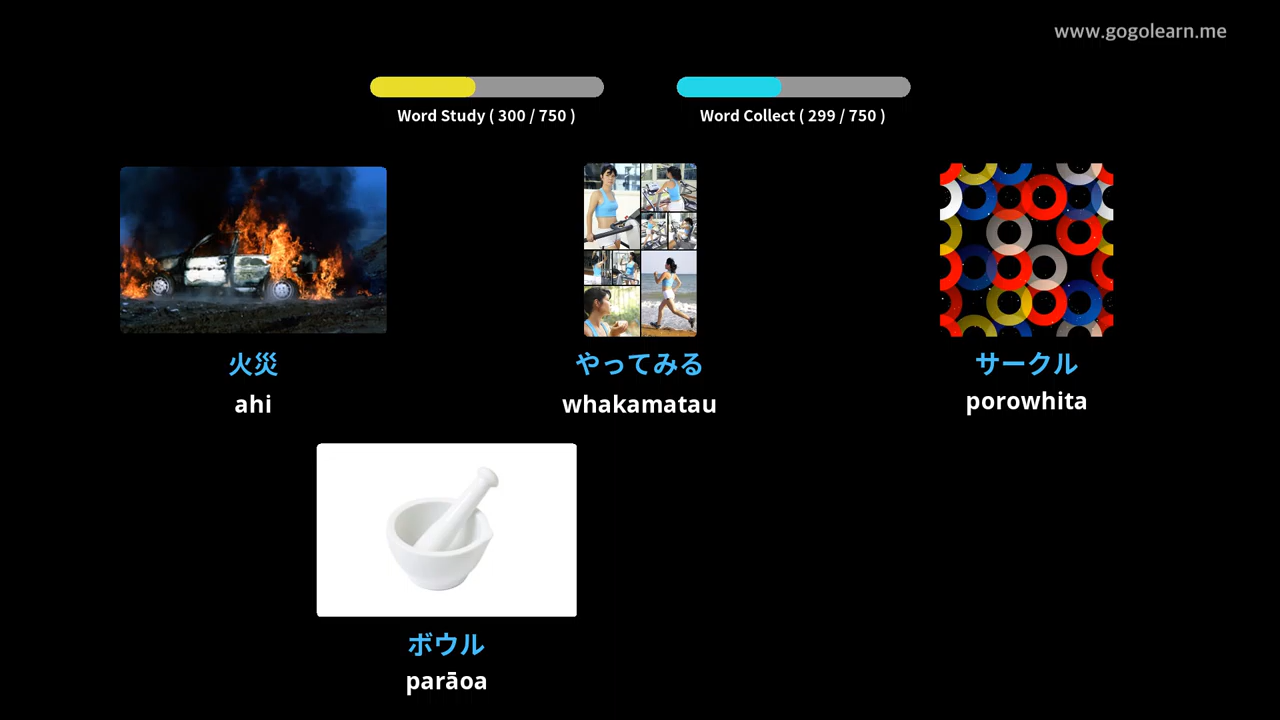 www.gogolearn.me
Word Study ( 300 / 750 )
Word Collect ( 299 / 750 )
火災
ahi
やってみる
whakamatau
サークル
porowhita
ボウル
parāoa